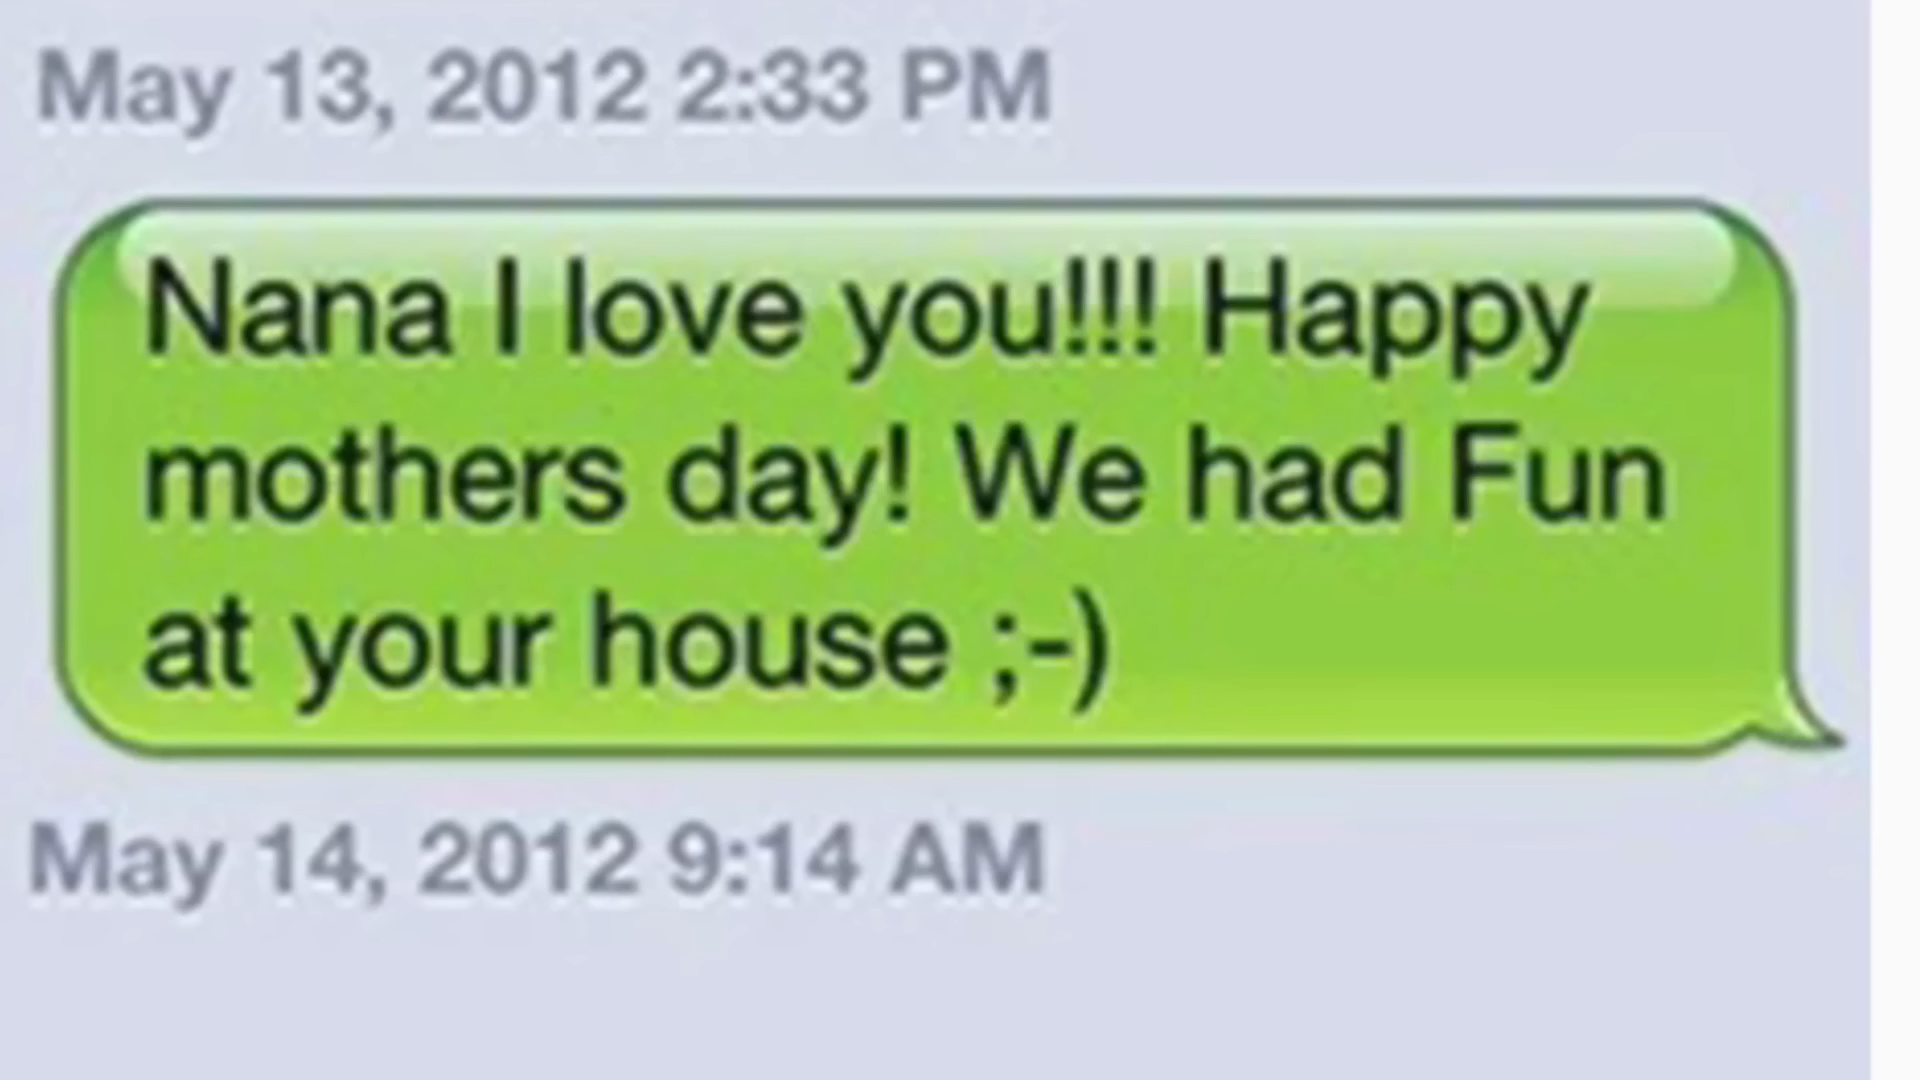 May 13, 2012 2:33 PM
Nana I love you!!! Happy
mothers day! We had Fun
at your house ;-)
May 14, 2012 9:14 AM